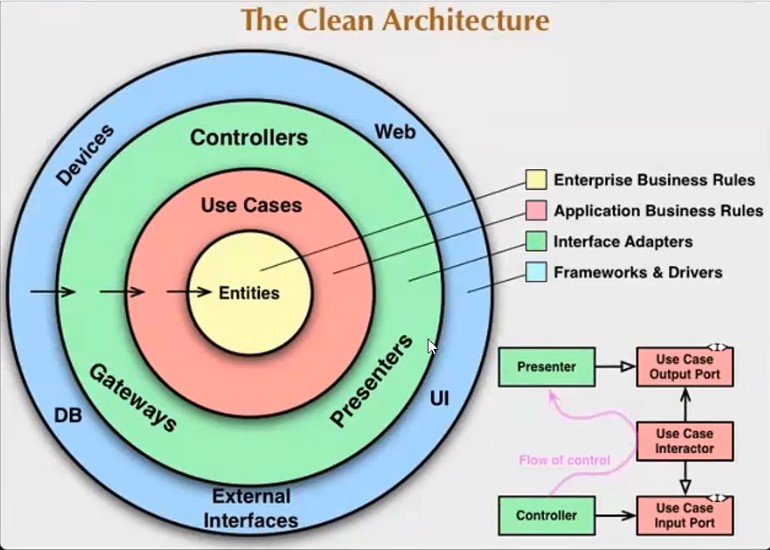 The Clean Architecture
Devices
Web
Controllers
Use Cases
Entities
Gateways
Presenters
DB
UI
External
Interfaces
Enterprise Business Rules
Application Business Rules
Interface Adapters
Frameworks & Drivers
Presenter
<I>
Use Case
Output Port
Use Case
Interactor
Flow of control
Controller
<I>
Use Case
Input Port